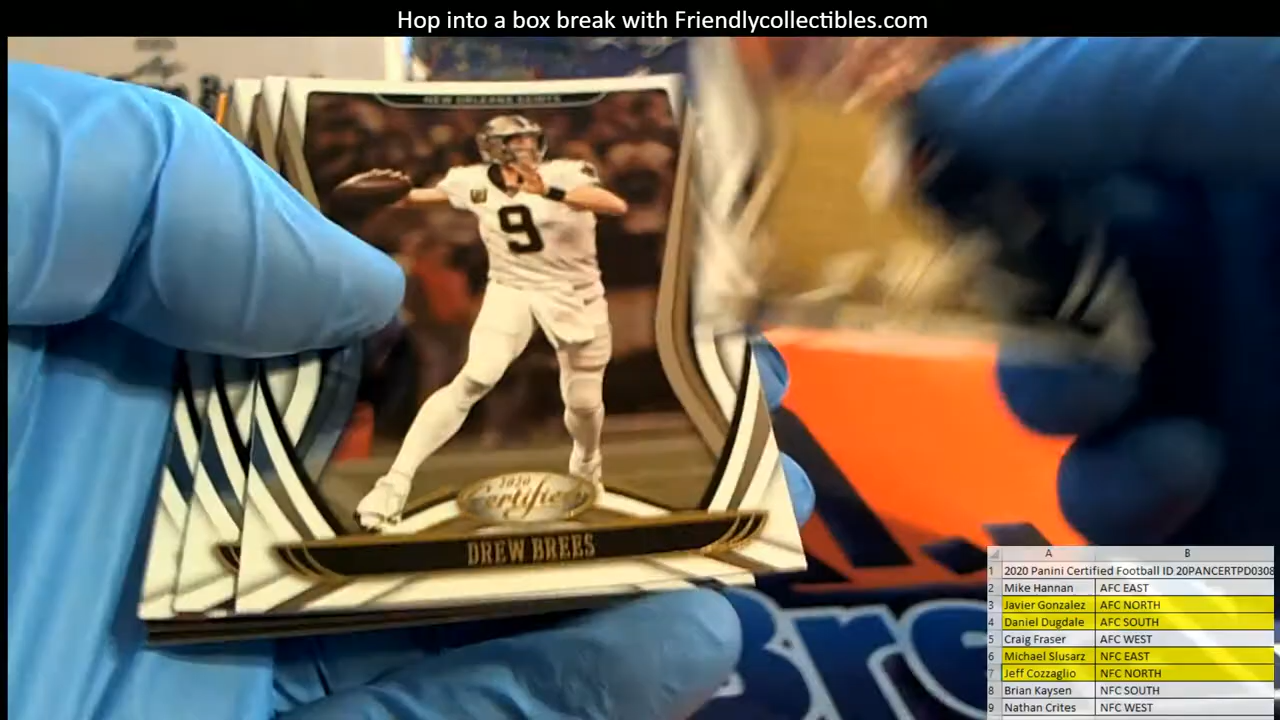 Hop into a box break with Friendlycollectibles.com
NEW ORLEANS SAINTS
9
2020
Certified
DREW BREES
Bre
A B
1 2020 Panini Certified Football ID 20PANCERTPD0308
2 Mike Hannan AFC EAST
3 Javier Gonzalez AFC NORTH
4 Daniel Dugdale AFC SOUTH
5 Craig Fraser AFC WEST
6 Michael Slusarz NFC EAST
7 Jeff Cozzaglio NFC NORTH
8 Brian Kaysen NFC SOUTH
9 Nathan Crites NFC WEST